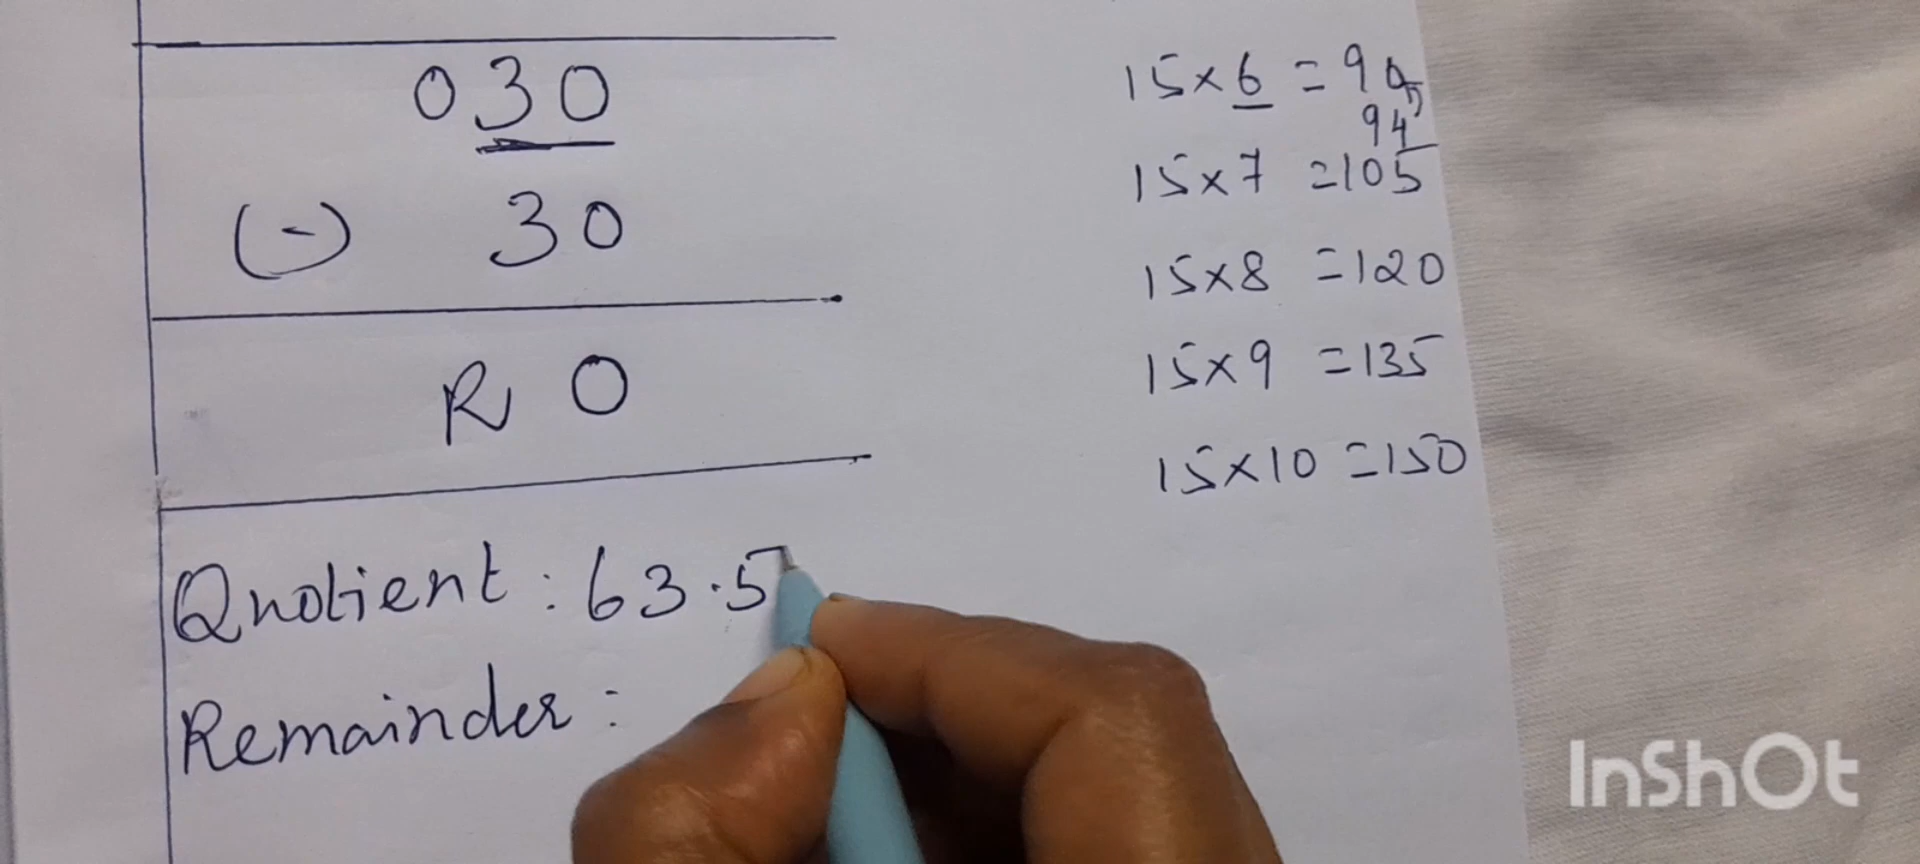 030
(-) 30
R 0
Quotient : 63.5
Remainder :
15×6 = 90
94
15×7 =105
15×8 =120
15×9 =135
15×10 =150
InShOt